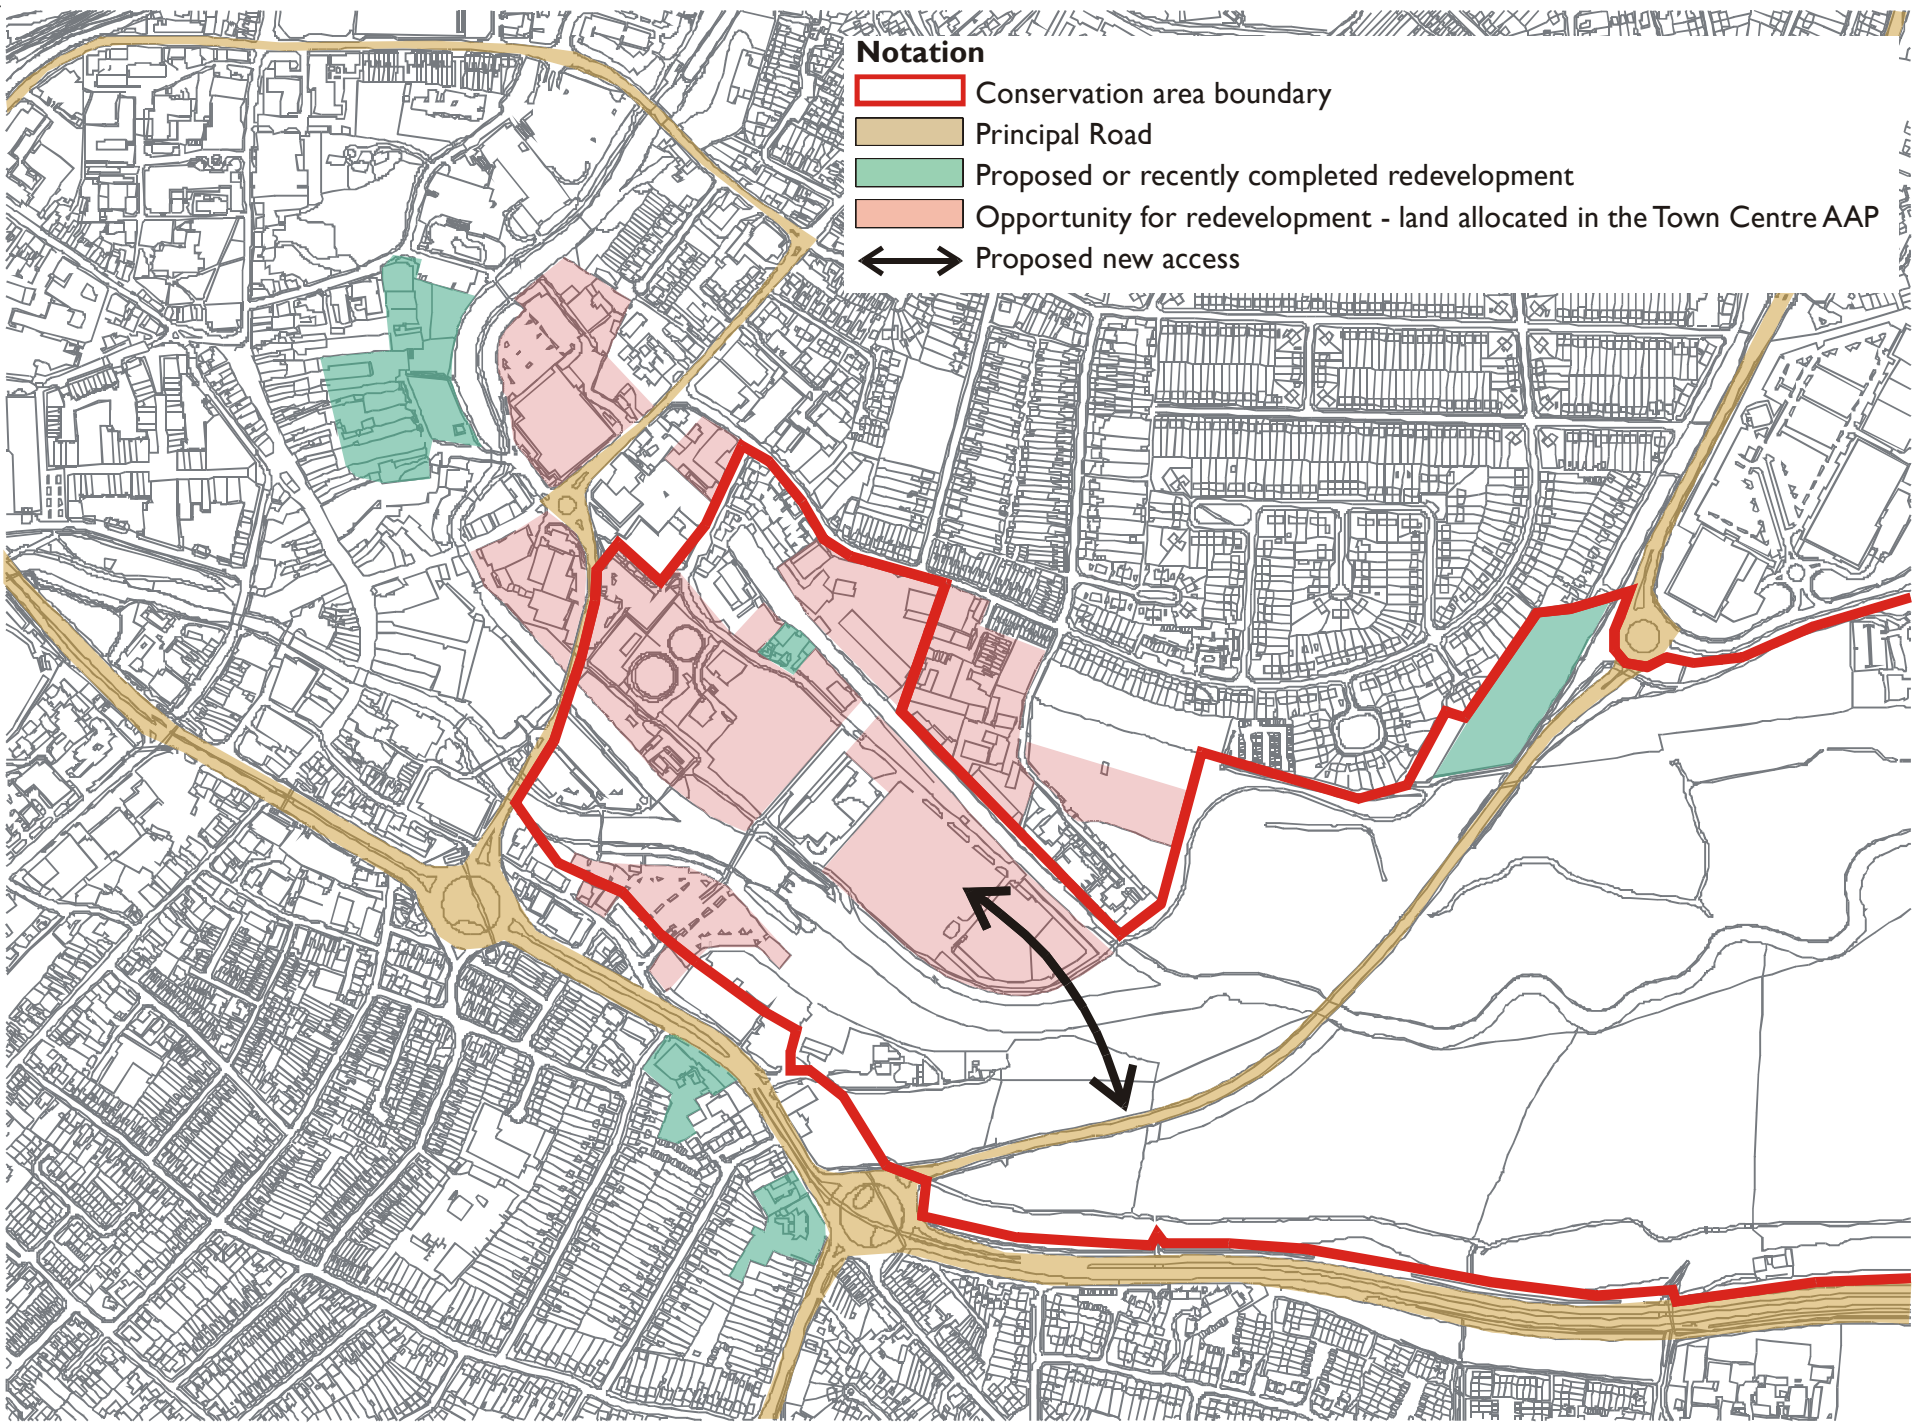 Notation
Conservation area boundary
Principal Road
Proposed or recently completed redevelopment
Opportunity for redevelopment - land allocated in the Town Centre AAP
Proposed new access